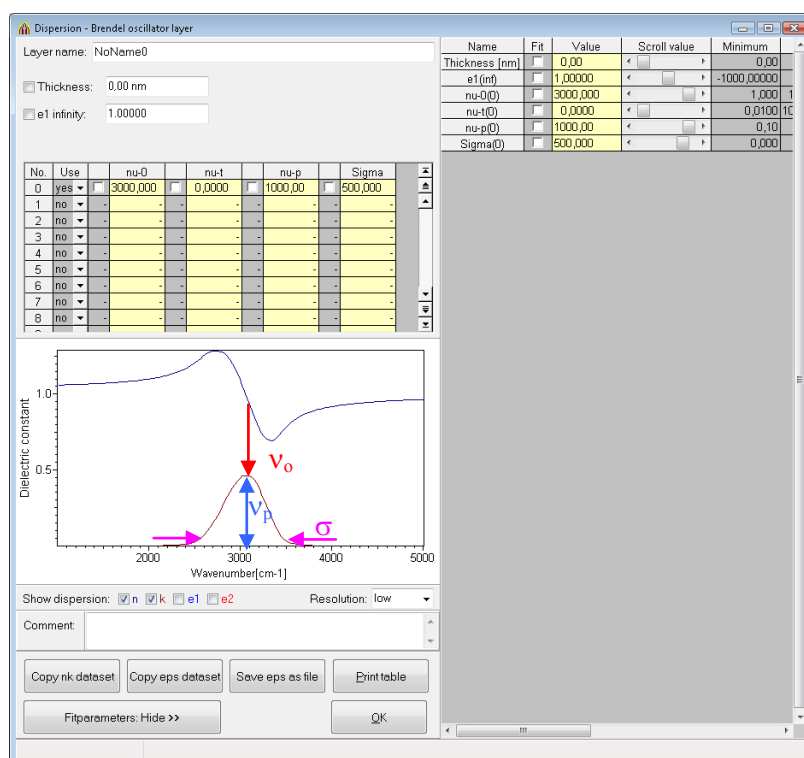 Dispersion - Brendel oscillator layer
Layer name: NoName0
Thickness: 0,00 nm
e1 infinity: 1.00000
No. Use nu-0 nu-t nu-p Sigma
0 yes 3000,000 0,0000 1000,00 500,000
1 no - - - - - - - -
2 no - - - - - - - -
3 no - - - - - - - -
4 no - - - - - - - -
5 no - - - - - - - -
6 no - - - - - - - -
7 no - - - - - - - -
8 no - - - - - - - -
Dielectric constant
1.0
0.5
νo
νp
σ
2000 3000 4000 5000
Wavenumber[cm-1]
Show dispersion: n k e1 e2 Resolution: low
Comment:
Copy nk dataset Copy eps dataset Save eps as file Print table
Fitparameters: Hide >> OK
Name Fit Value Scroll value Minimum
Thickness [nm] 0,00 0,00
e1(inf) 1,00000 -1000,00000
nu-0(0) 3000,000 1,000 1
nu-t(0) 0,0000 0,0100 10
nu-p(0) 1000,00 0,10
Sigma(0) 500,000 0,000